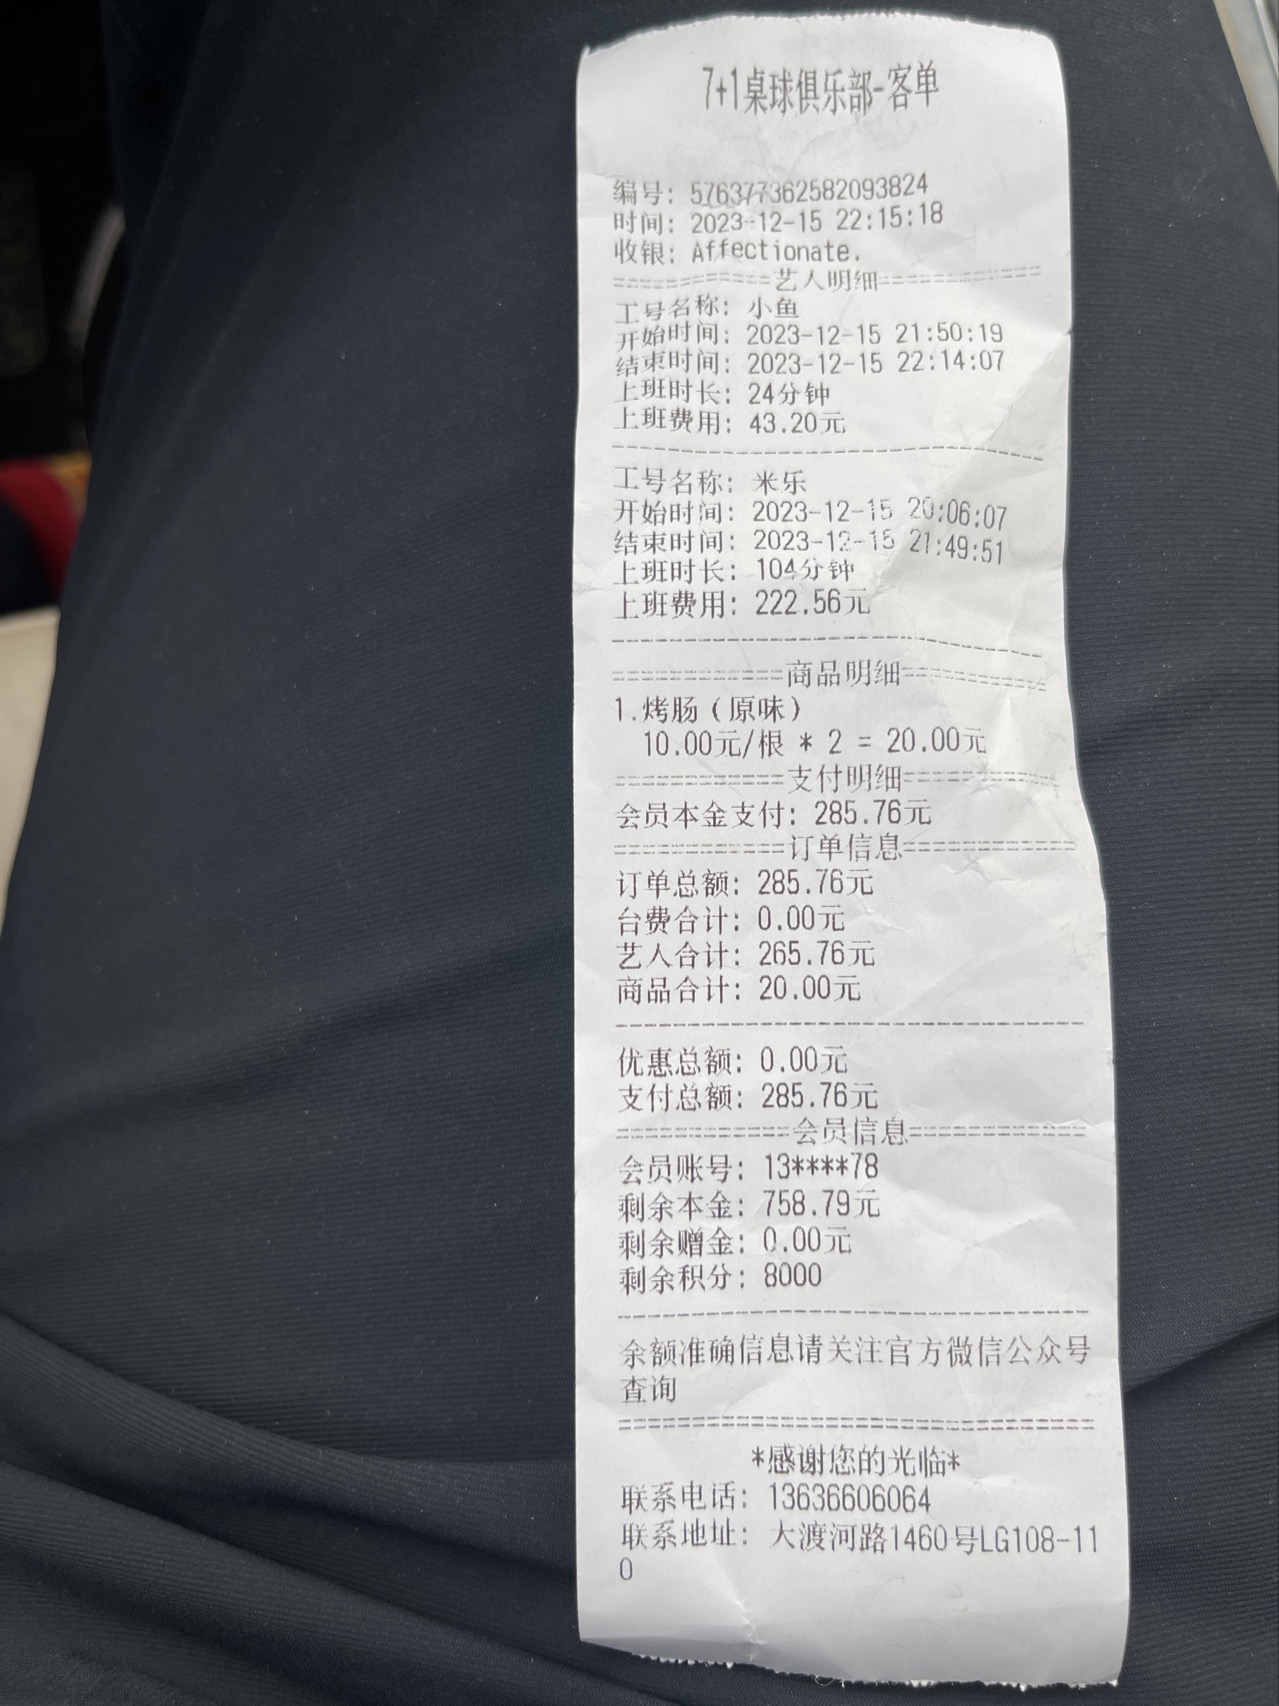 7+1桌球俱乐部-客单
编号: 576377362582093824
时间: 2023-12-15 22:15:18
收银: Affectionate.
===========艺人明细===========
工号名称: 小鱼
开始时间: 2023-12-15 21:50:19
结束时间: 2023-12-15 22:14:07
上班时长: 24分钟
上班费用: 43.20元
--------------------------------
工号名称: 米乐
开始时间: 2023-12-15 20:06:07
结束时间: 2023-12-15 21:49:51
上班时长: 104分钟
上班费用: 222.56元
--------------------------------
============商品明细==========
1.烤肠(原味)
10.00元/根 * 2 = 20.00元
============支付明细===========
会员本金支付: 285.76元
============订单信息============
订单总额: 285.76元
台费合计: 0.00元
艺人合计: 265.76元
商品合计: 20.00元
--------------------------------
优惠总额: 0.00元
支付总额: 285.76元
============会员信息============
会员账号: 13****78
剩余本金: 758.79元
剩余赠金: 0.00元
剩余积分: 8000
--------------------------------
余额准确信息请关注官方微信公众号
查询
================================
*感谢您的光临*
联系电话: 13636606064
联系地址: 大渡河路1460号LG108-11
0